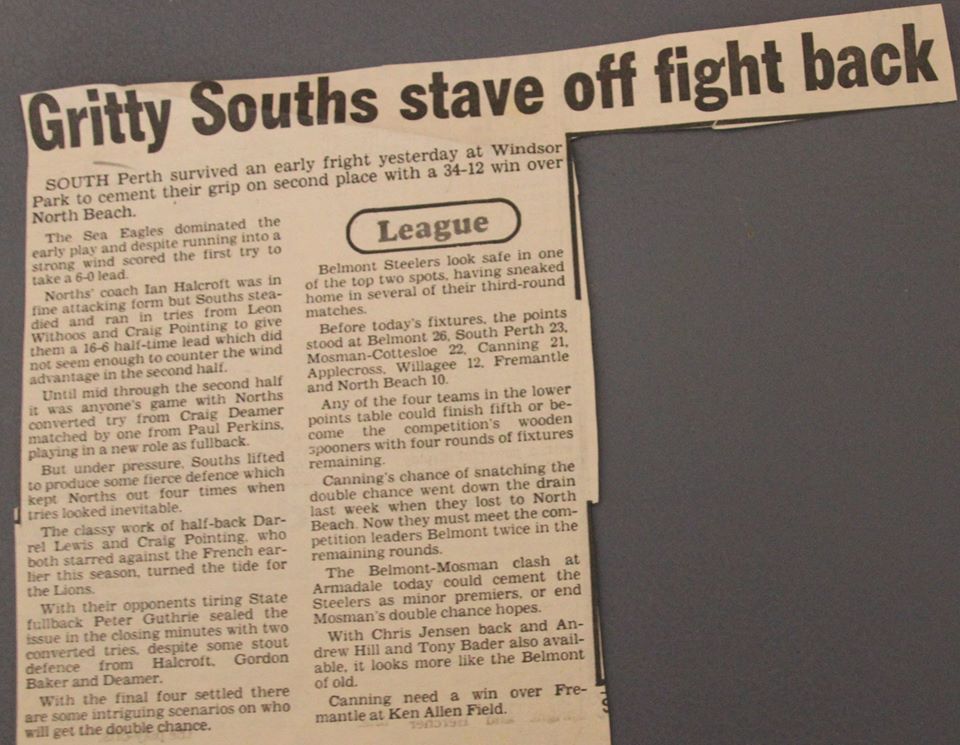 Gritty Souths stave off fight back
SOUTH Perth survived an early fright yesterday at Windsor
Park to cement their grip on second place with a 34-12 win over
North Beach.
The Sea Eagles dominated the
early play and despite running into a
strong wind scored the first try to
take a 6-0 lead.
Norths' coach Ian Halcroft was in
fine attacking form but Souths stea-
died and ran in tries from Leon
Withoos and Craig Pointing to give
them a 16-6 half-time lead which did
not seem enough to counter the wind
advantage in the second half.
Until mid through the second half
it was anyone's game with Norths
converted try from Craig Deamer
matched by one from Paul Perkins,
playing in a new role as fullback.
But under pressure, Souths lifted
to produce some fierce defence which
kept Norths out four times when
tries looked inevitable.
The classy work of half-back Dar-
rel Lewis and Craig Pointing, who
both starred against the French ear-
lier this season, turned the tide for
the Lions.
With their opponents tiring State
fullback Peter Guthrie sealed the
issue in the closing minutes with two
converted tries, despite some stout
defence from Halcroft, Gordon
Baker and Deamer.
With the final four settled there
are some intriguing scenarios on who
will get the double chance.
League
Belmont Steelers look safe in one
of the top two spots, having sneaked
home in several of their third-round
matches.
Before today's fixtures, the points
stood at Belmont 26, South Perth 23,
Mosman-Cottesloe 22, Canning 21,
Applecross, Willagee 12, Fremantle
and North Beach 10.
Any of the four teams in the lower
points table could finish fifth or be-
come the competition's wooden
spooners with four rounds of fixtures
remaining.
Canning's chance of snatching the
double chance went down the drain
last week when they lost to North
Beach. Now they must meet the com-
petition leaders Belmont twice in the
remaining rounds.
The Belmont-Mosman clash at
Armadale today could cement the
Steelers as minor premiers, or end
Mosman's double chance hopes.
With Chris Jensen back and An-
drew Hill and Tony Bader also avail-
able, it looks more like the Belmont
of old.
Canning need a win over Fre-
mantle at Ken Allen Field.